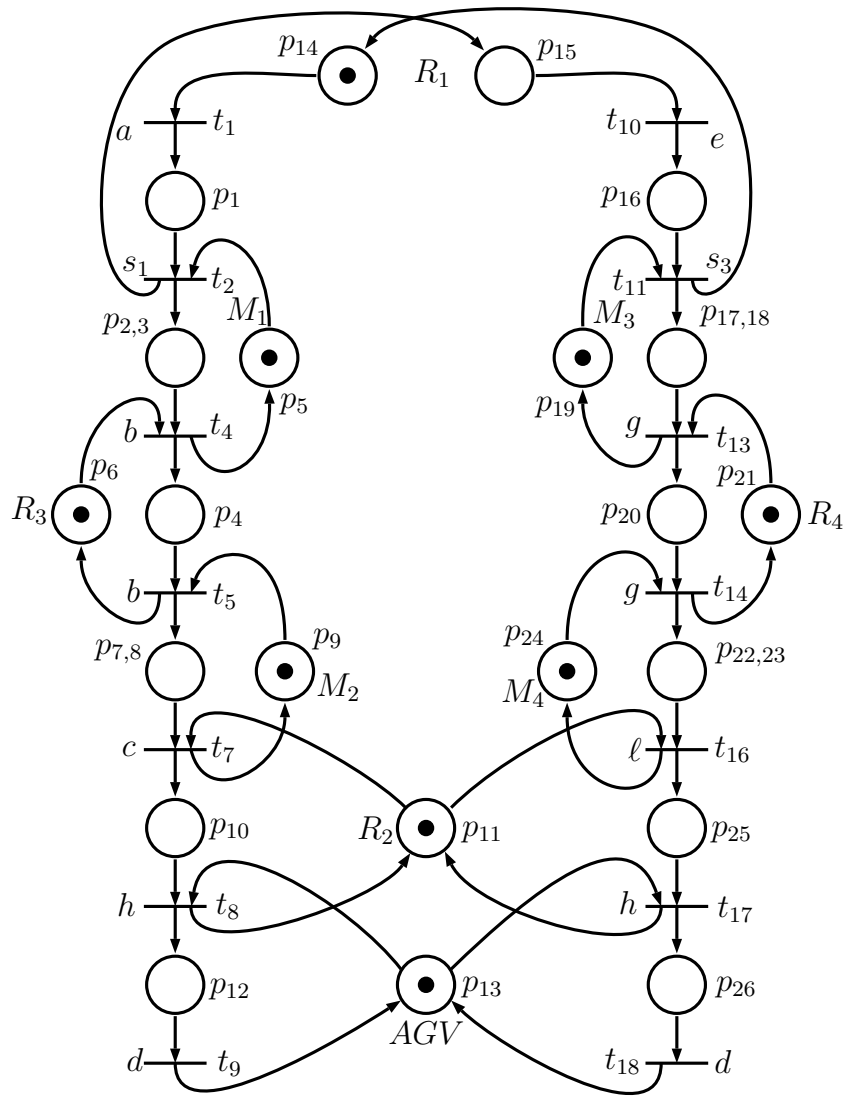 p14 R1 p15
a t1 t10 e
p1 p16
s1 t2 t11 s3
M1 M3
p2,3 p17,18
p5 p19
b t4 g t13
p6 p21
R3 p4 p20 R4
b t5 g t14
p7,8 p9 p24 p22,23
M2 M4
c t7 ℓ t16
p10 R2 p11 p25
h t8 h t17
p12 p13 p26
AGV
d t9 t18 d